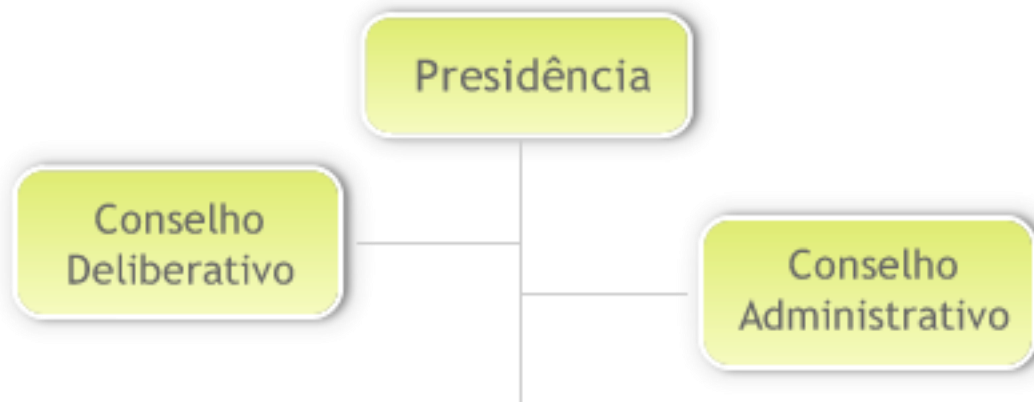 Presidência
Conselho
Deliberativo
Conselho
Administrativo